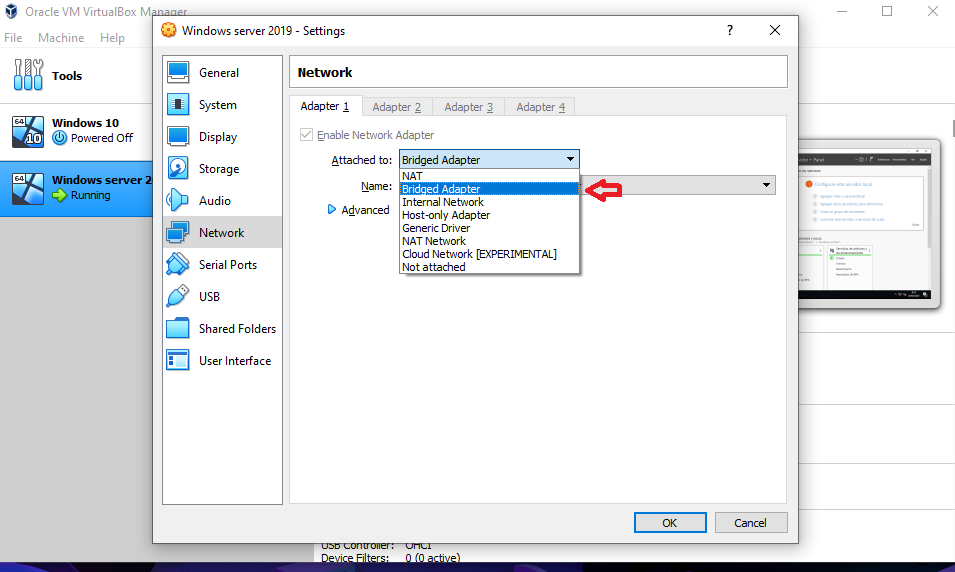 Oracle VM VirtualBox Manager
File Machine Help
Tools
Windows 10
Powered Off
Windows server 2
Running
Windows server 2019 - Settings
?
General
System
Display
Storage
Audio
Network
Serial Ports
USB
Shared Folders
User Interface
Network
Adapter 1 Adapter 2 Adapter 3 Adapter 4
Enable Network Adapter
Attached to: Bridged Adapter
NAT
Bridged Adapter
Internal Network
Host-only Adapter
Generic Driver
NAT Network
Cloud Network [EXPERIMENTAL]
Not attached
Name:
Advanced
OK Cancel
Configure este servidor local
USB Controller: OHCI
Device Filters: 0 (0 active)